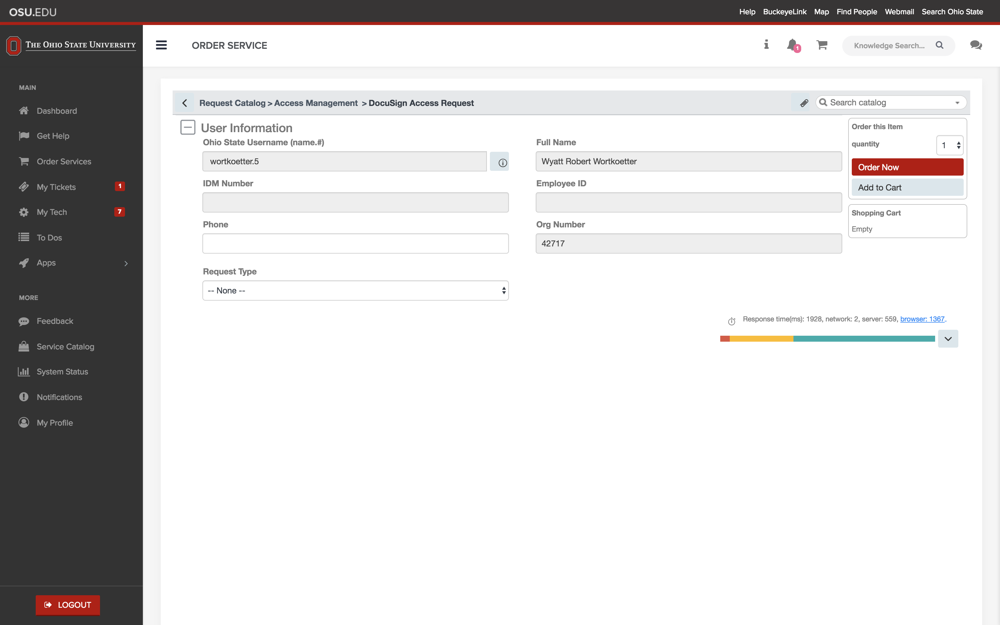 OSU.EDU
Help BuckeyeLink Map Find People Webmail Search Ohio State
THE OHIO STATE UNIVERSITY
ORDER SERVICE
1
Knowledge Search...
MAIN
Dashboard
Get Help
Order Services
My Tickets 1
My Tech 7
To Dos
Apps
MORE
Feedback
Service Catalog
System Status
Notifications
My Profile
LOGOUT
Request Catalog > Access Management > DocuSign Access Request
Search catalog
User Information
Ohio State Username (name.#)
wortkoetter.5
Full Name
Wyatt Robert Wortkoetter
IDM Number
Employee ID
Phone
Org Number
42717
Request Type
-- None --
Order this Item
quantity 1
Order Now
Add to Cart
Shopping Cart
Empty
Response time(ms): 1928, network: 2, server: 559, browser: 1367